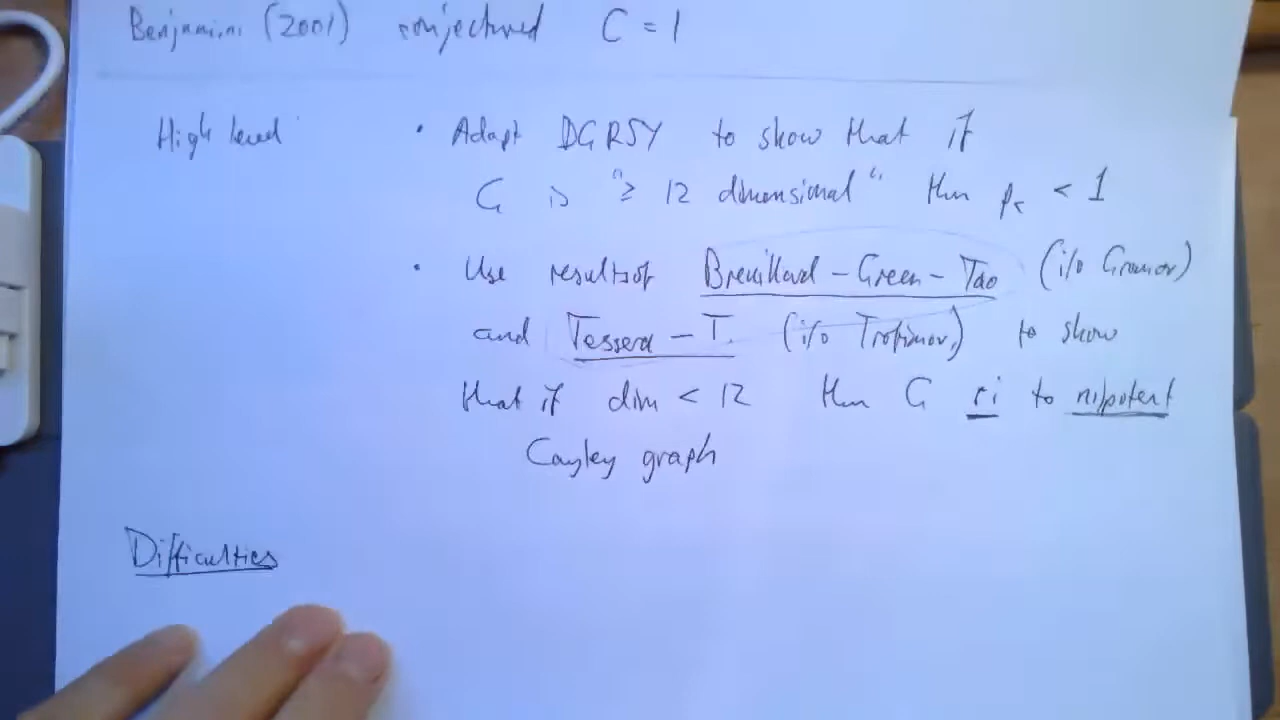 Benjamini (2001) conjectured C = 1
High level
• Adapt DGRSY to show that if
G is "≥ 12 dimensional" then pc < 1
• Use results of Breuillard - Green - Tao (i/o Gromov)
and Tessera - T. (i/o Trofimov) to show
that if dim < 12 then G ri to nilpotent
Cayley graph
Difficulties